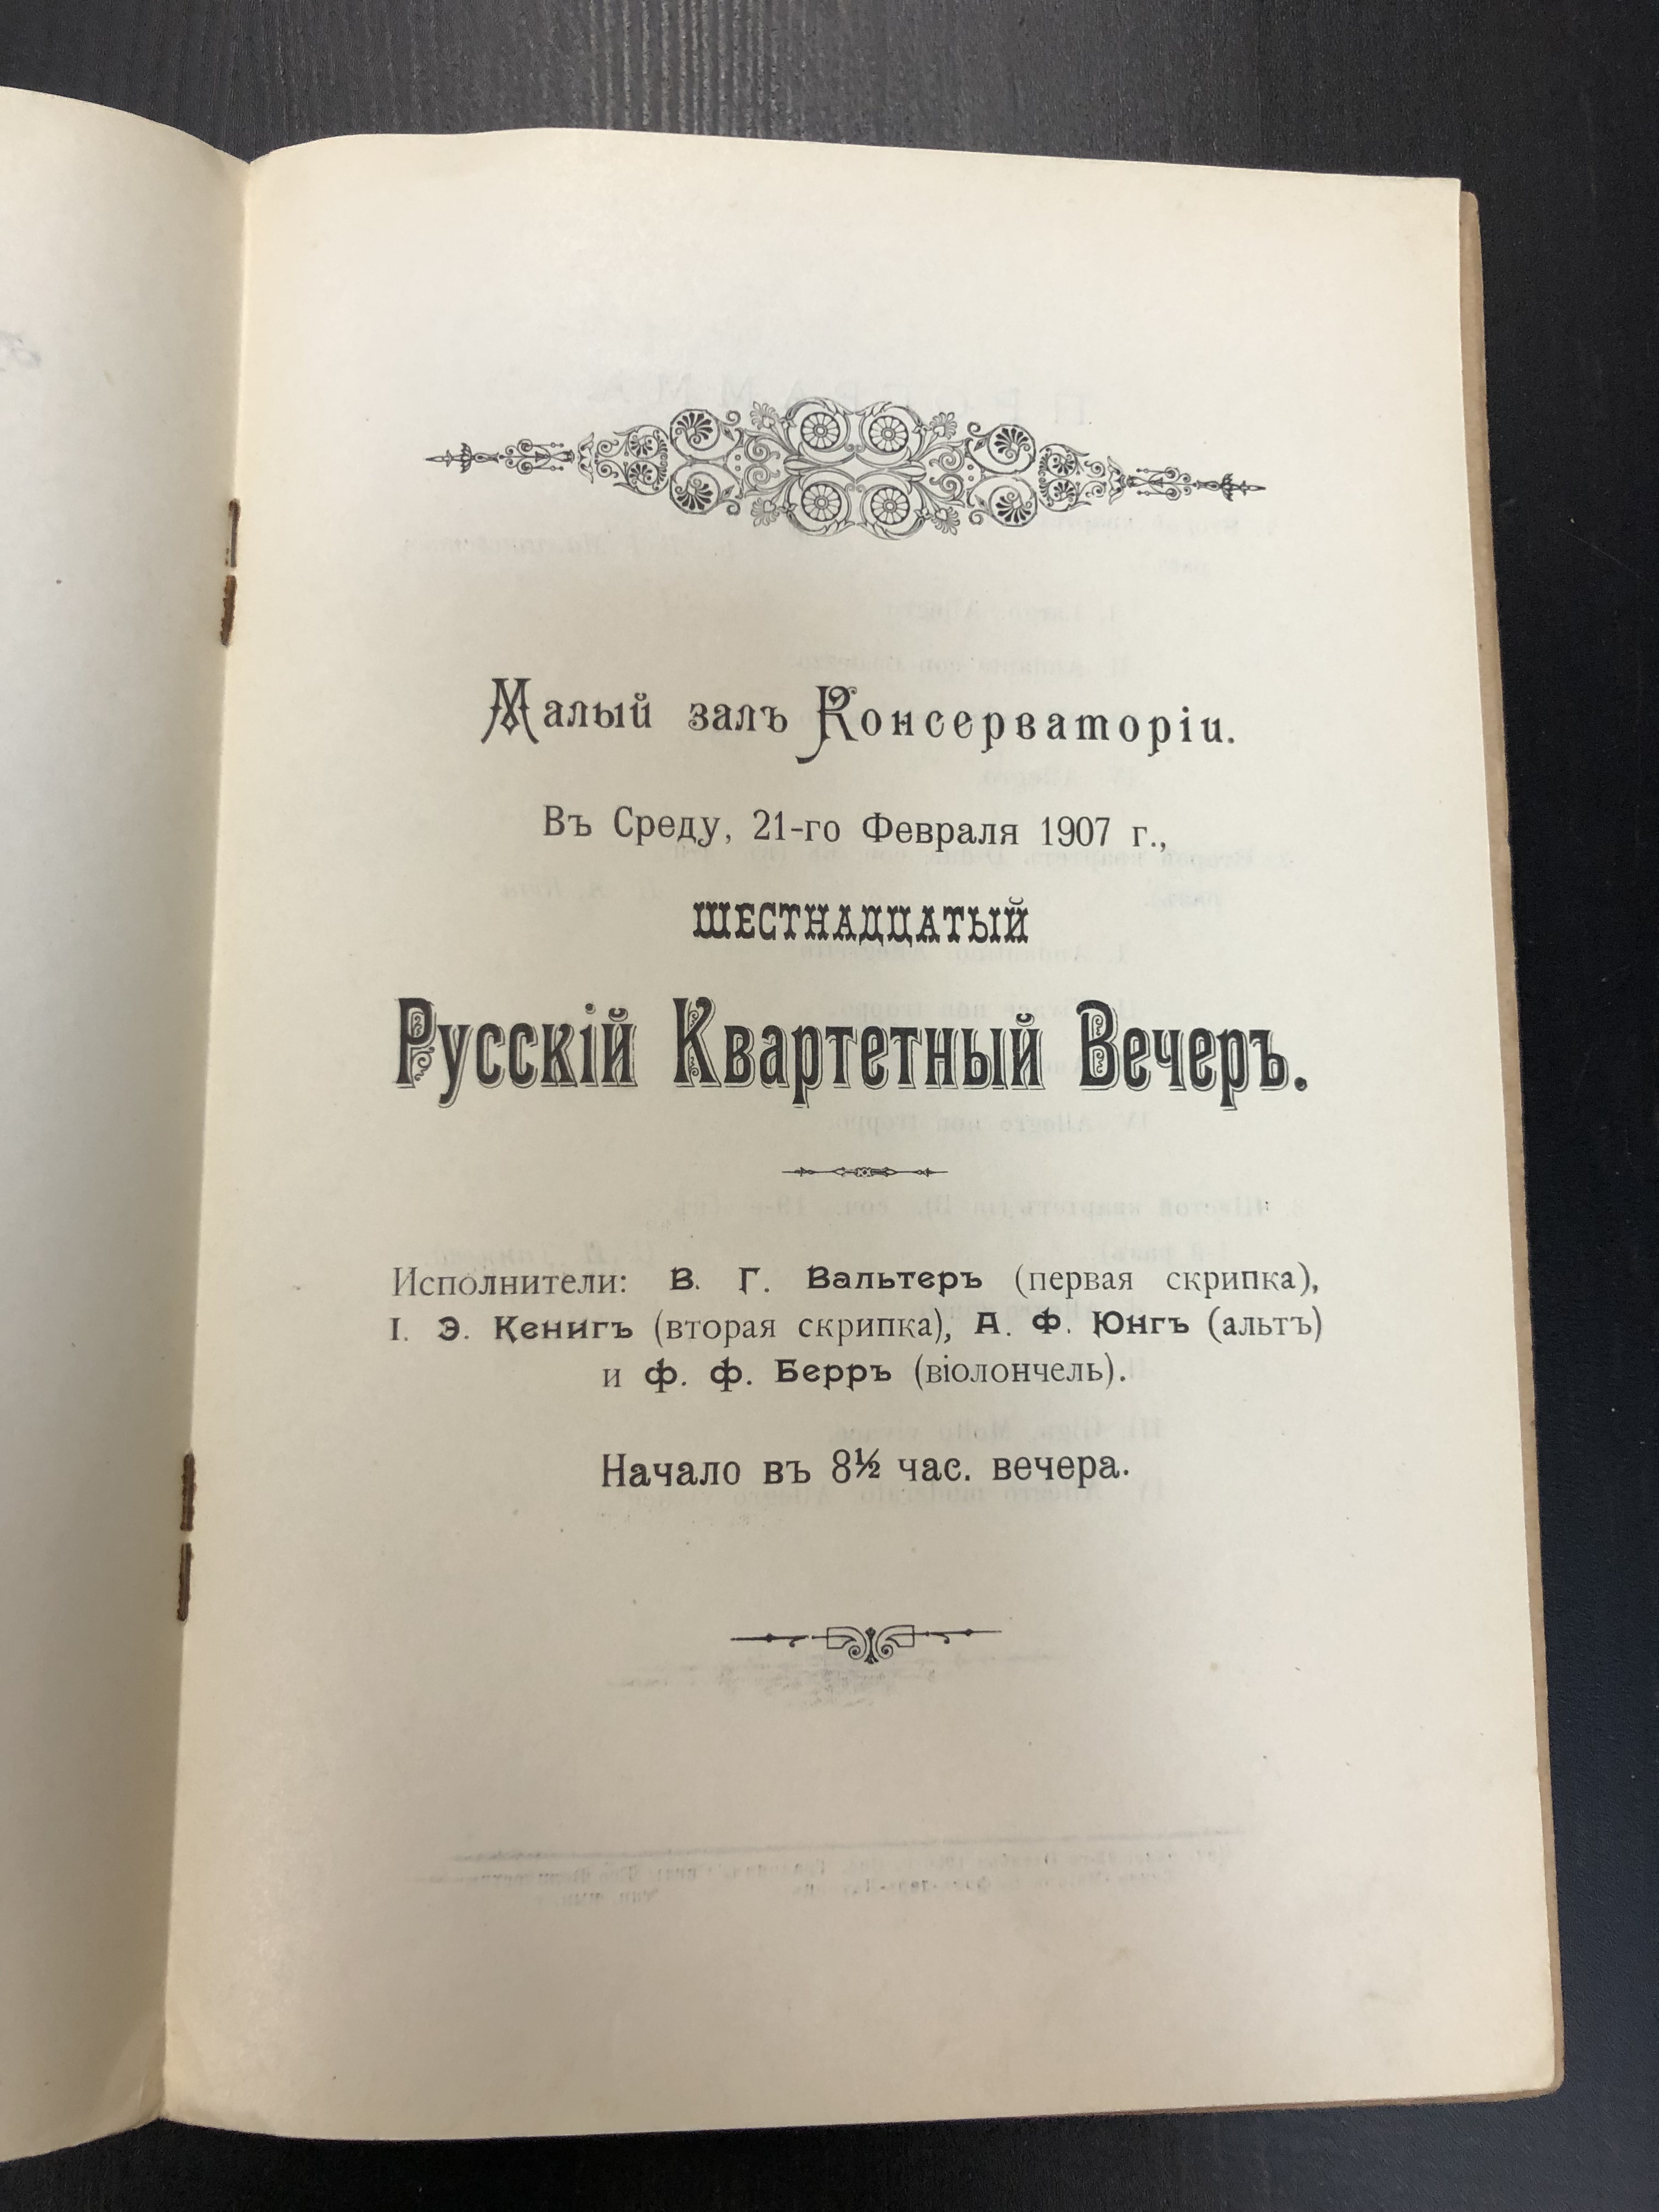 Малый залъ Консерваторіи.
Въ Среду, 21-го Февраля 1907 г.,
ШЕСТНАДЦАТЫЙ
Русскій Квартетный Вечеръ.
Исполнители: В. Г. Вальтеръ (первая скрипка),
І. Э. Кенигъ (вторая скрипка), А. Ф. Юнгъ (альтъ)
и Ф. Ф. Берръ (віолончель).
Начало въ 8½ час. вечера.